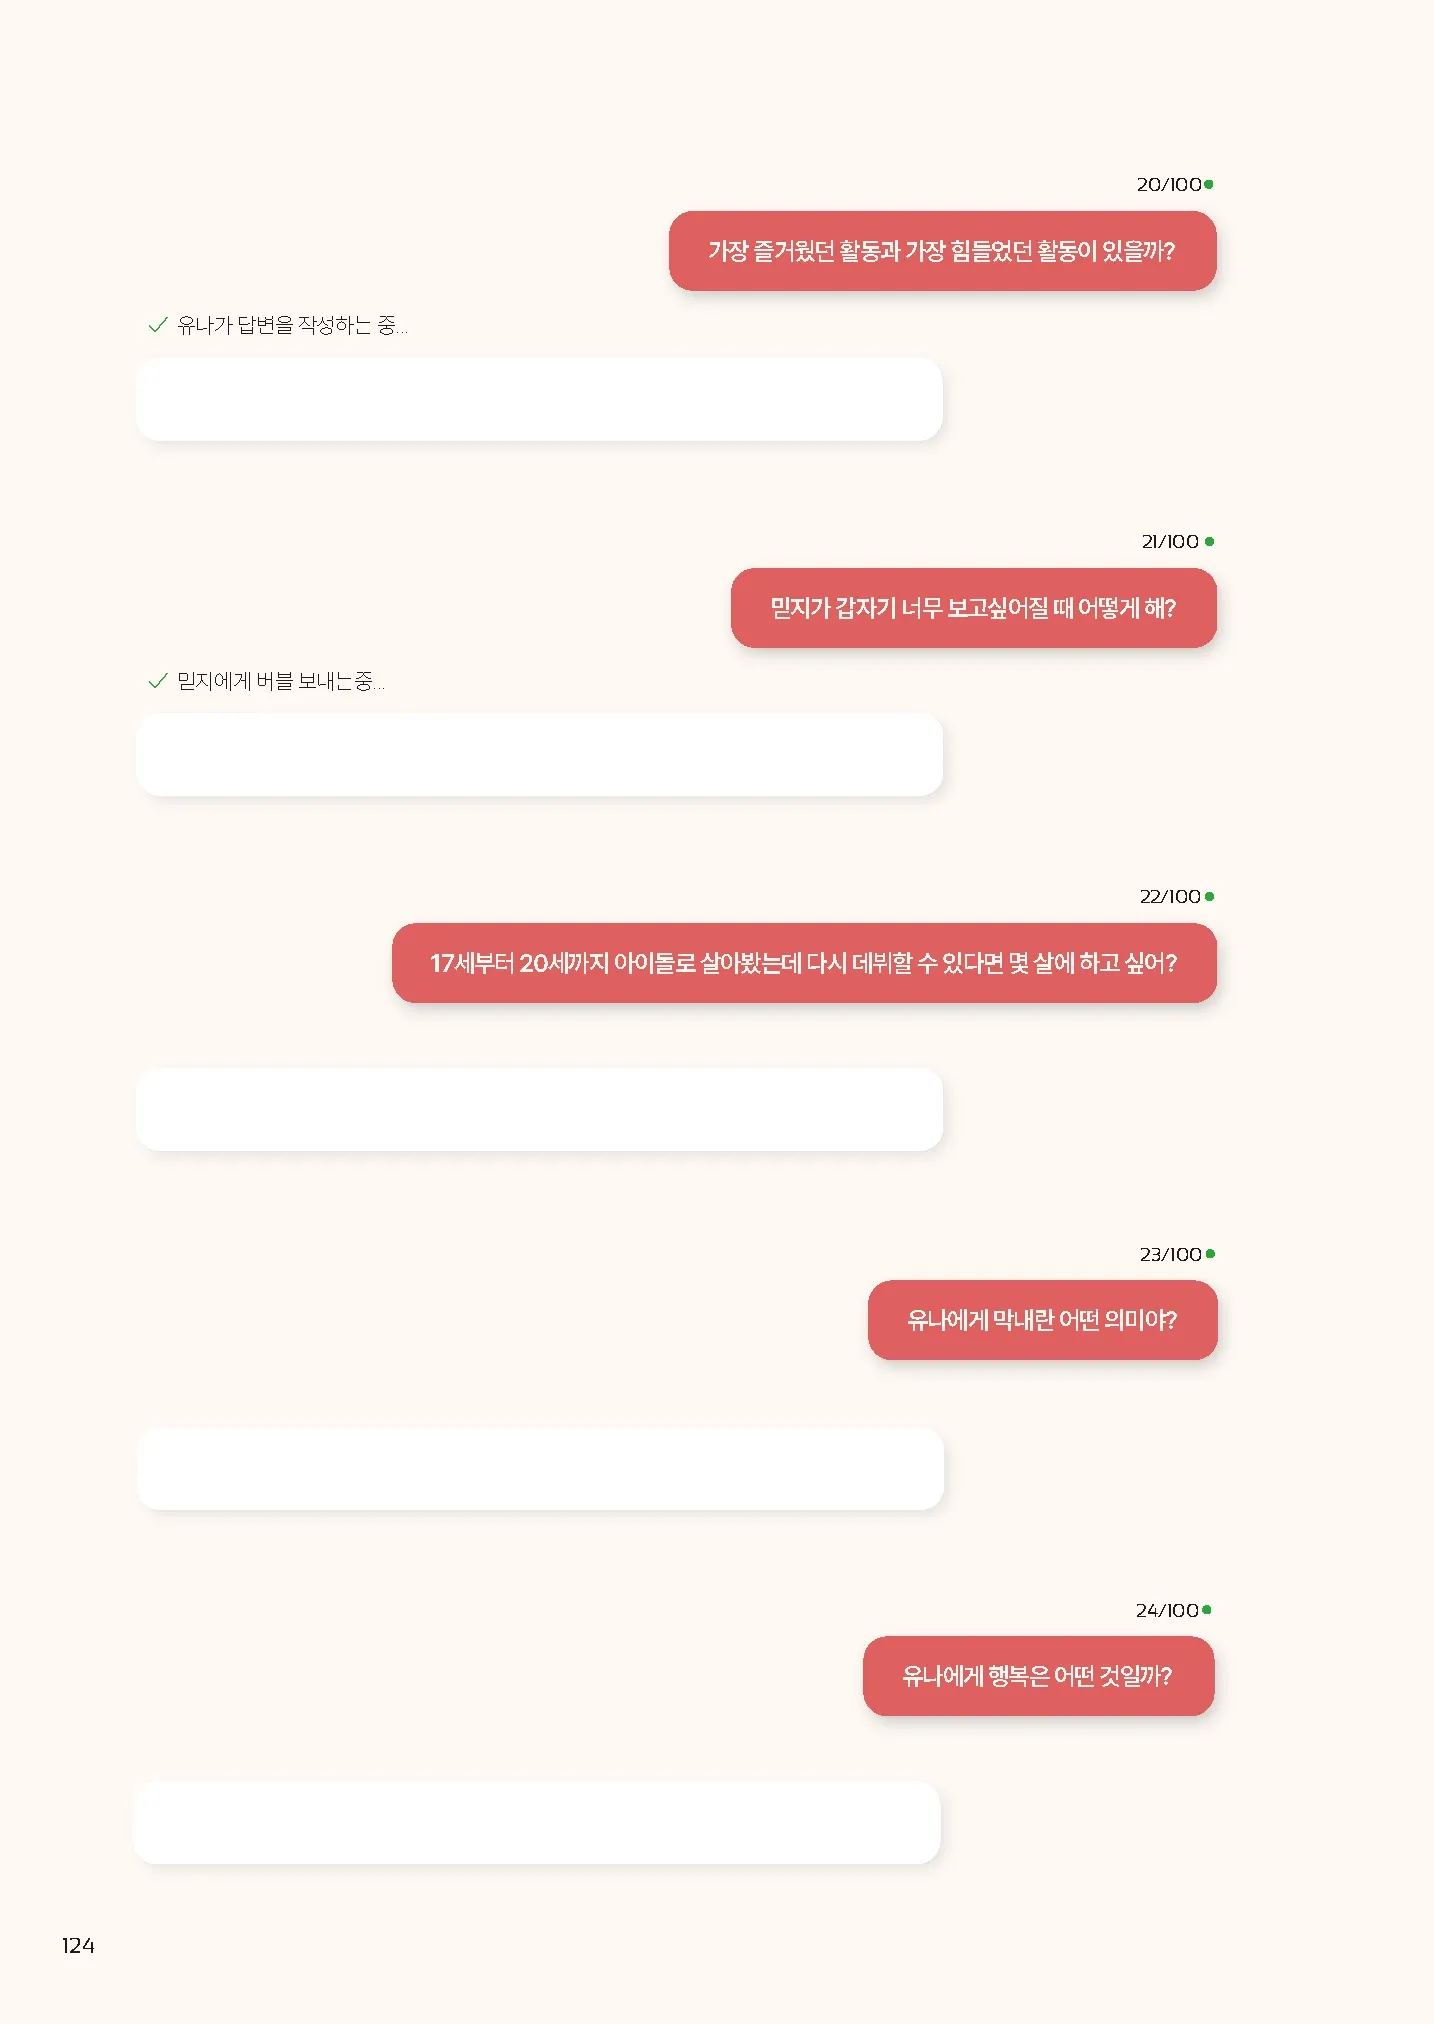 20/100
가장 즐거웠던 활동과 가장 힘들었던 활동이 있을까?
유나가 답변을 작성하는 중...
21/100
믿지가 갑자기 너무 보고싶어질 때 어떻게 해?
믿지에게 버블 보내는중...
22/100
17세부터 20세까지 아이돌로 살아봤는데 다시 데뷔할 수 있다면 몇 살에 하고 싶어?
23/100
유나에게 막내란 어떤 의미야?
24/100
유나에게 행복은 어떤 것일까?
124